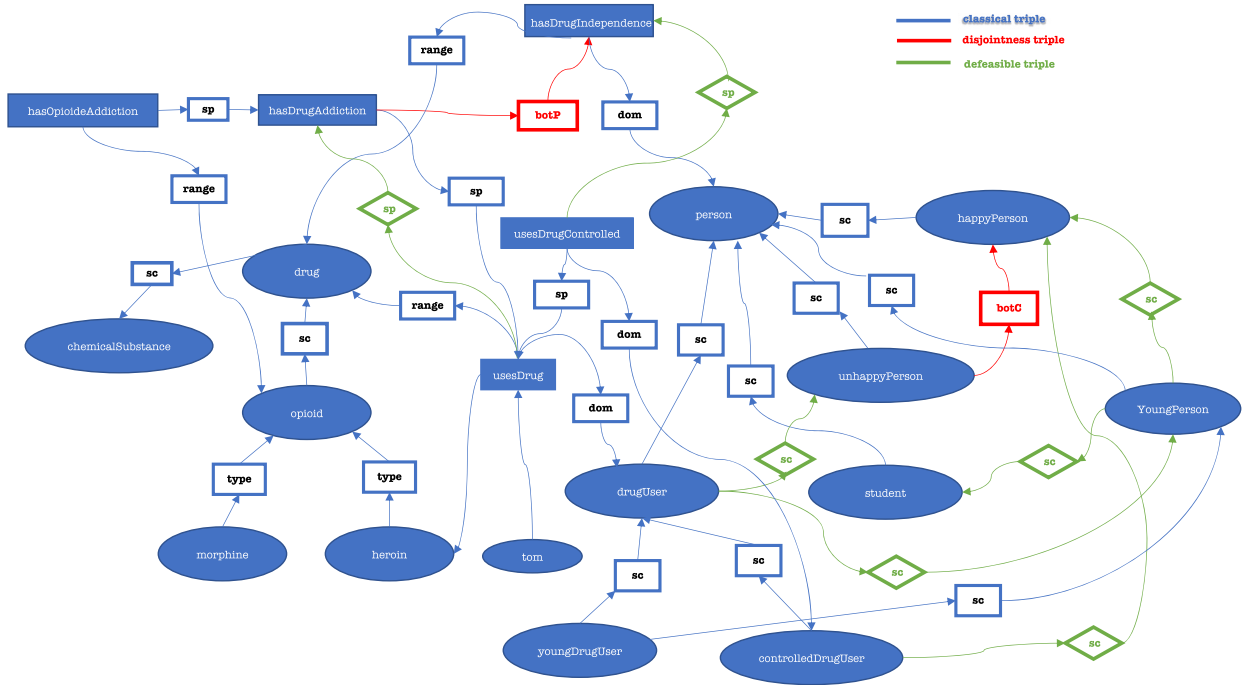 hasDrugIndependence
classical triple
disjointness triple
defeasible triple
range
hasOpioideAddiction
sp
hasDrugAddiction
botP
dom
sp
range
sp
sp
usesDrugControlled
person
sc
happyPerson
drug
sc
sp
range
sc
sc
botC
sc
chemicalSubstance
sc
dom
sc
usesDrug
sc
unhappyPerson
opioid
dom
YoungPerson
sc
sc
type
type
drugUser
student
morphine
heroin
tom
sc
sc
sc
sc
youngDrugUser
controlledDrugUser
sc